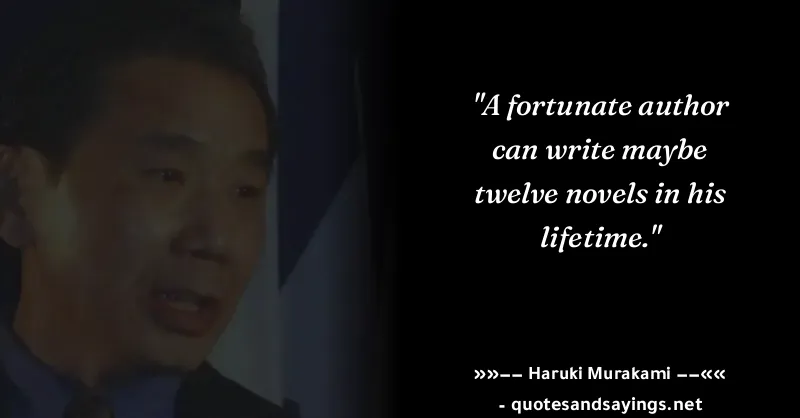 "A fortunate author
can write maybe
twelve novels in his
lifetime."
»»−− Haruki Murakami −−««
- quotesandsayings.net